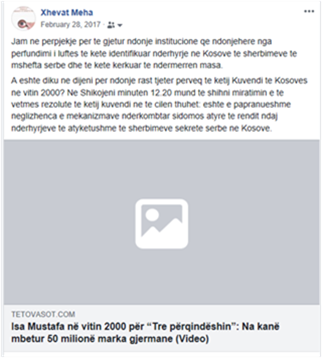 Xhevat Meha
February 28, 2017 ·
Jam ne perpjekje per te gjetur ndonje institucione qe ndonjehere nga
perfundimi i luftes te kete identifikuar nderhyrje ne Kosove te sherbimeve te
mshefta serbe dhe te kete kerkuar te ndermerren masa.
A eshte diku ne dijeni per ndonje rast tjeter perveq te ketij Kuvendi te Kosoves
ne vitin 2000? Ne Shikojeni minuten 12.20 mund te shihni miratimin e te
vetmes rezolute te ketij kuvendi ne te cilen thuhet: eshte e papranueshme
neglizhenca e mekanizmave nderkombtar sidomos atyre te rendit ndaj
nderhyrjeve te atyketushme te sherbimeve sekrete serbe ne Kosove.
TETOVASOT.COM
Isa Mustafa në vitin 2000 për “Tre përqindëshin”: Na kanë
mbetur 50 milionë marka gjermane (Video)